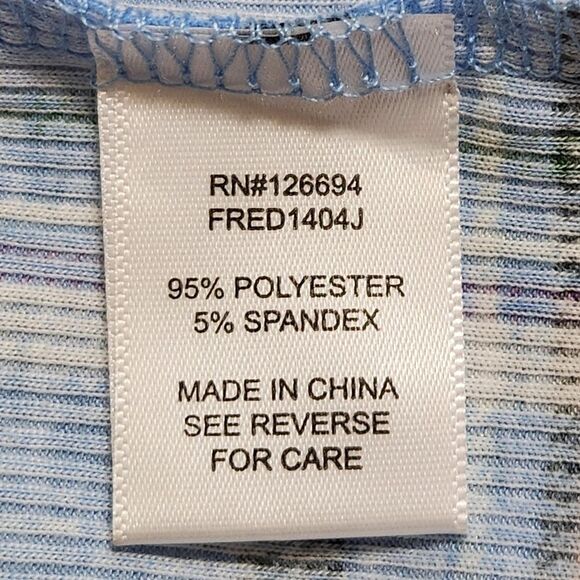 RN#126694
FRED1404J
95% POLYESTER
5% SPANDEX
MADE IN CHINA
SEE REVERSE
FOR CARE